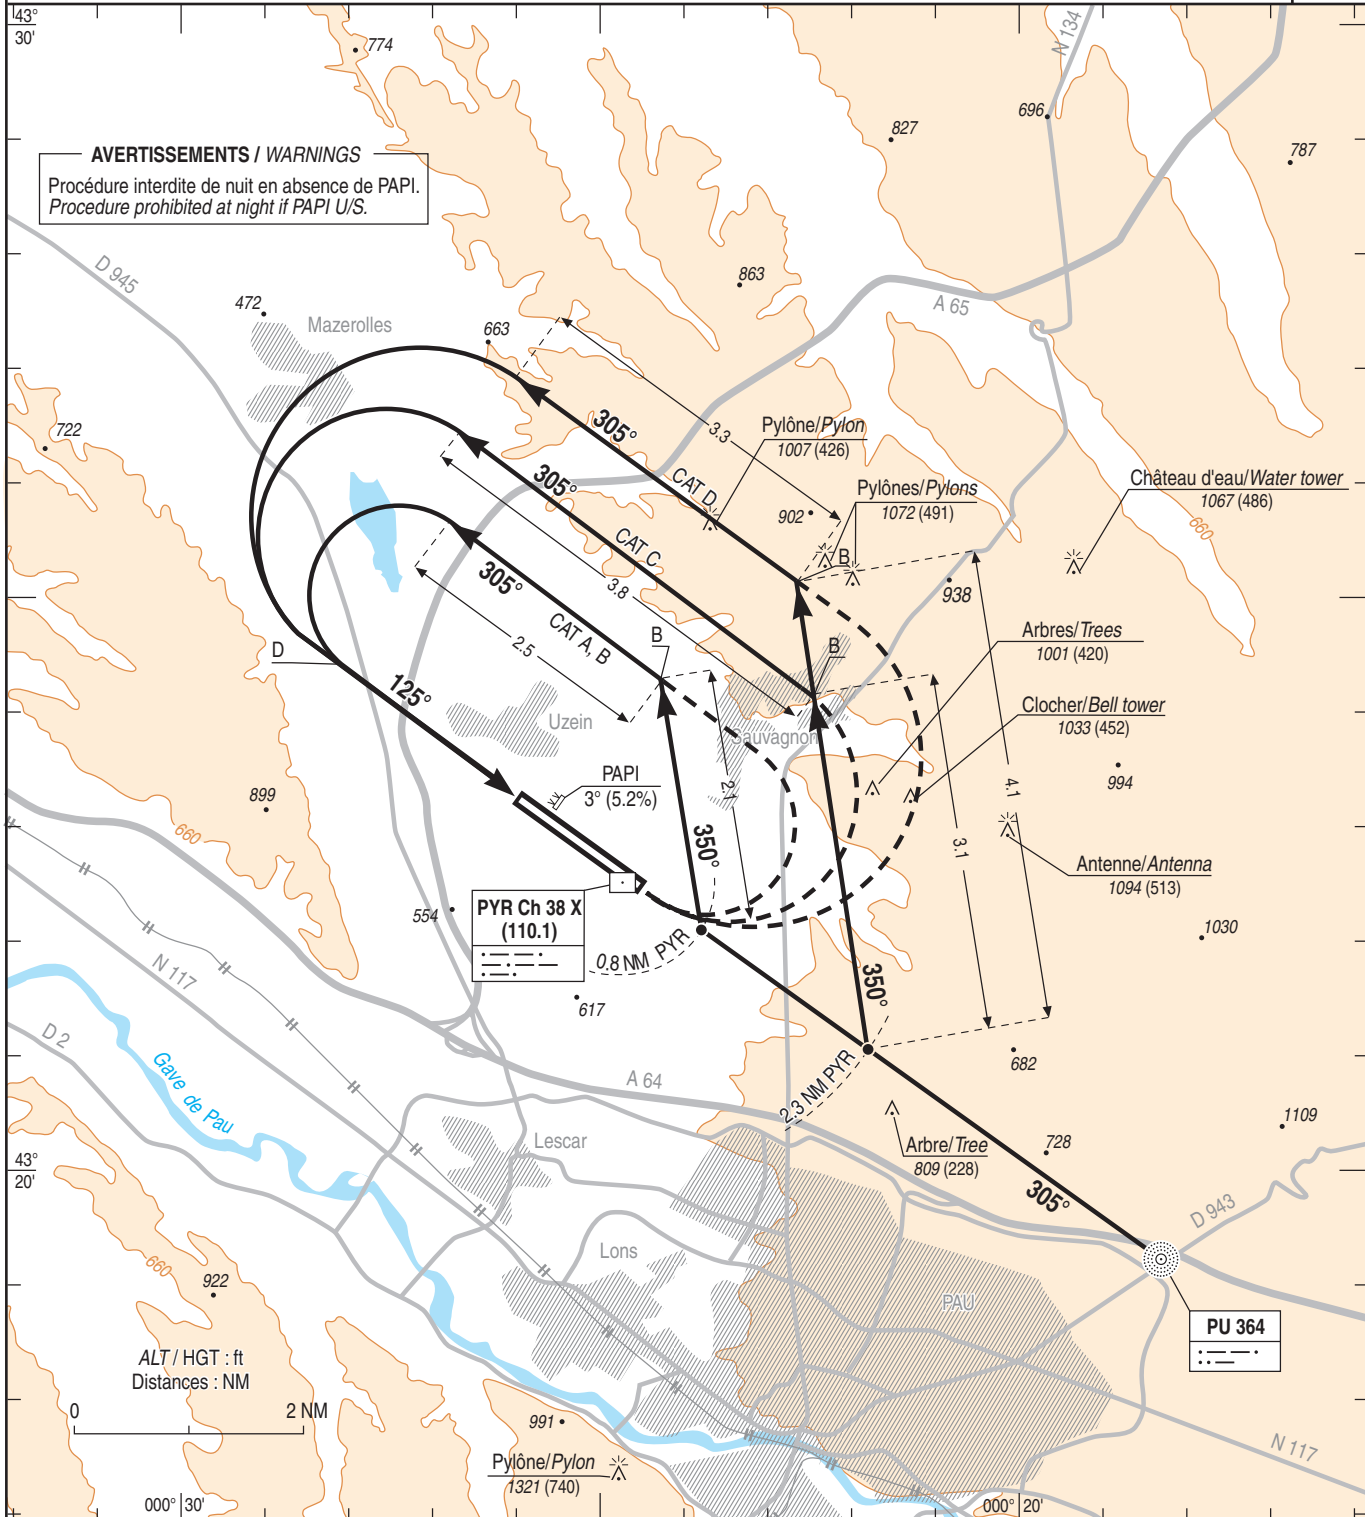 43°
30'
774
N 134
696
827
787
AVERTISSEMENTS / WARNINGS
Procédure interdite de nuit en absence de PAPI.
Procedure prohibited at night if PAPI U/S.
D 945
863
472
A 65
Mazerolles
663
305°
3.3
Pylône/Pylon
1007 (426)
722
305°
CAT D
Pylônes/Pylons
1072 (491)
Château d'eau/Water tower
1067 (486)
902
660
CAT C
B
305°
3.8
938
CAT A, B
Arbres/Trees
1001 (420)
D
2.5
B
B
125°
Clocher/Bell tower
1033 (452)
Uzein
Sauvagnon
994
PAPI
3° (5.2%)
2.1
4.1
899
660
350°
3.1
Antenne/Antenna
1094 (513)
PYR Ch 38 X
(110.1)
554
1030
0.8 NM PYR
N 117
350°
617
D 2
Gave de Pau
682
A 64
2.3 NM PYR
1109
Lescar
Arbre/Tree
809 (228)
728
43°
20'
305°
D 943
Lons
660
922
PAU
PU 364
ALT / HGT : ft
Distances : NM
0
2 NM
991
N 117
Pylône/Pylon
1321 (740)
000° 30'
000° 20'